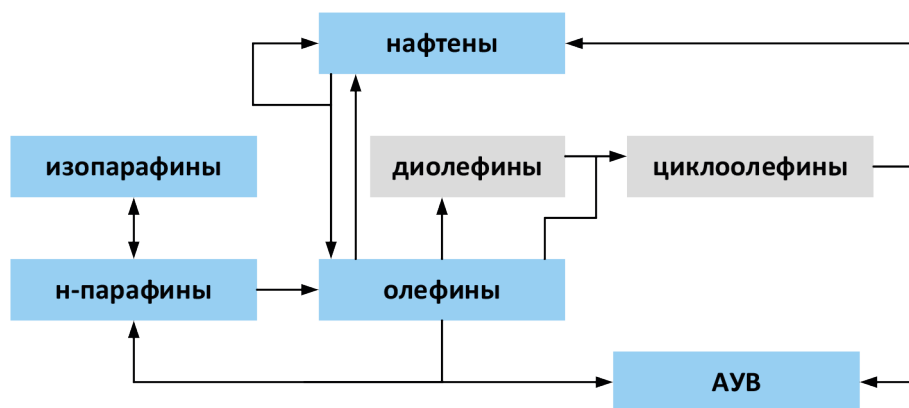 нафтены
изопарафины
диолефины
циклоолефины
н-парафины
олефины
АУВ